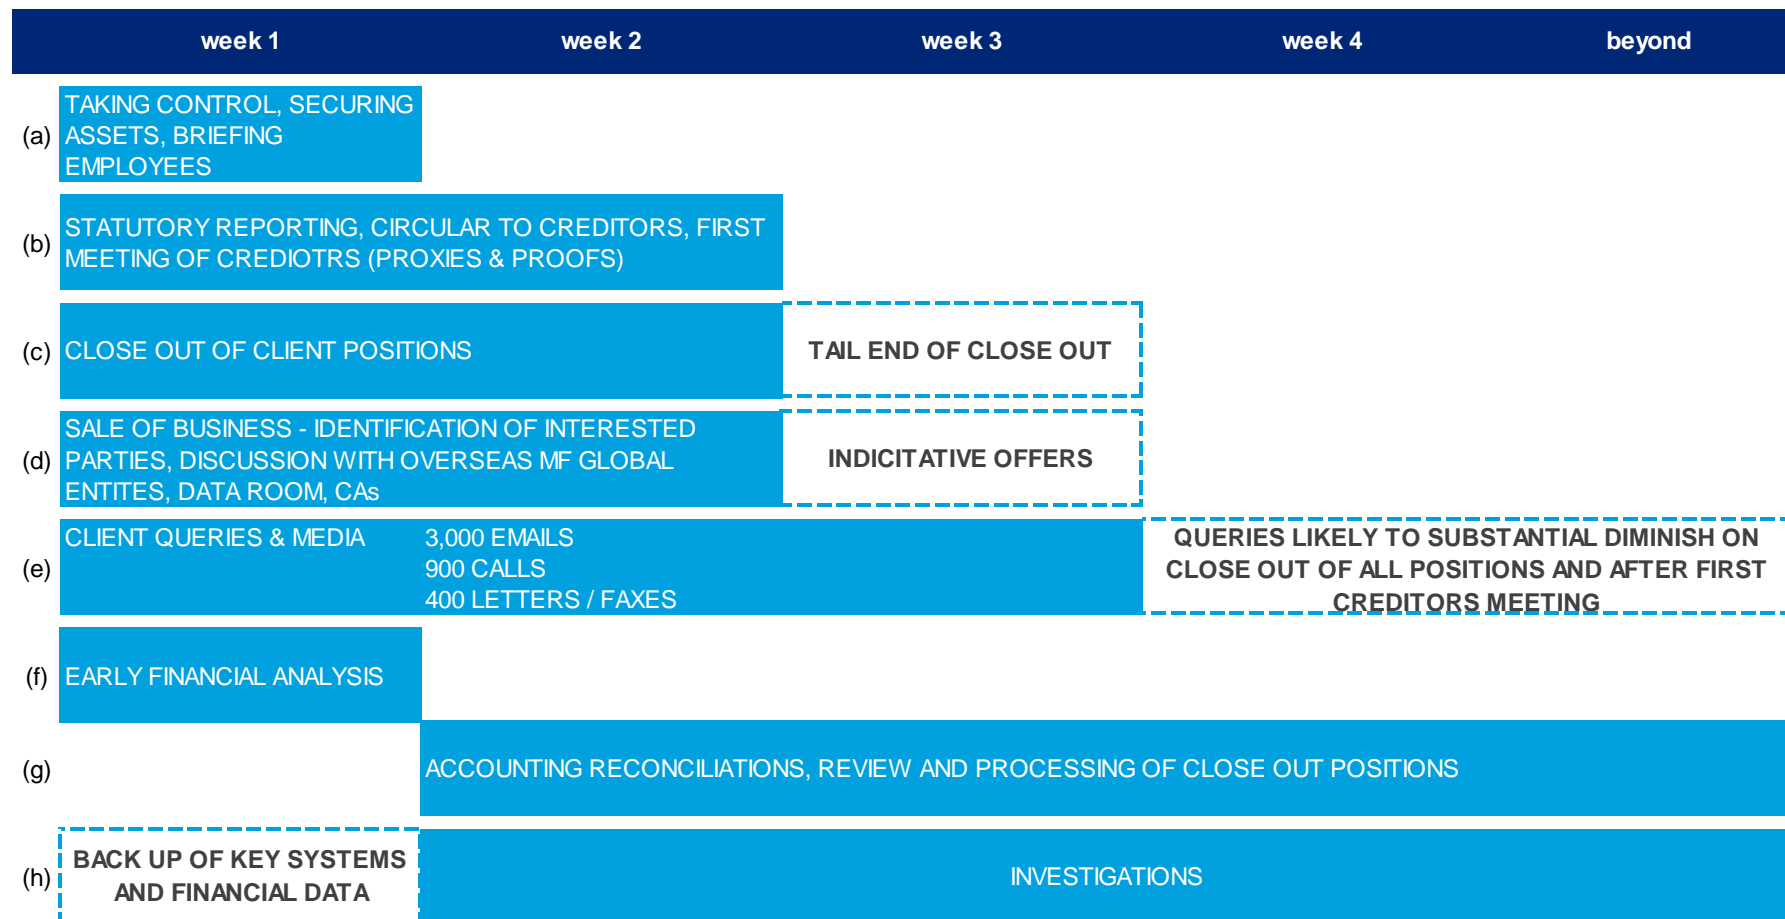 week 1 week 2 week 3 week 4 beyond
(a) TAKING CONTROL, SECURING
ASSETS, BRIEFING
EMPLOYEES
(b) STATUTORY REPORTING, CIRCULAR TO CREDITORS, FIRST
MEETING OF CREDIOTRS (PROXIES & PROOFS)
(c) CLOSE OUT OF CLIENT POSITIONS TAIL END OF CLOSE OUT
(d) SALE OF BUSINESS - IDENTIFICATION OF INTERESTED
PARTIES, DISCUSSION WITH OVERSEAS MF GLOBAL
ENTITES, DATA ROOM, CAs
INDICITATIVE OFFERS
(e) CLIENT QUERIES & MEDIA
3,000 EMAILS
900 CALLS
400 LETTERS / FAXES
QUERIES LIKELY TO SUBSTANTIAL DIMINISH ON
CLOSE OUT OF ALL POSITIONS AND AFTER FIRST
CREDITORS MEETING
(f) EARLY FINANCIAL ANALYSIS
(g) ACCOUNTING RECONCILIATIONS, REVIEW AND PROCESSING OF CLOSE OUT POSITIONS
(h) BACK UP OF KEY SYSTEMS
AND FINANCIAL DATA
INVESTIGATIONS